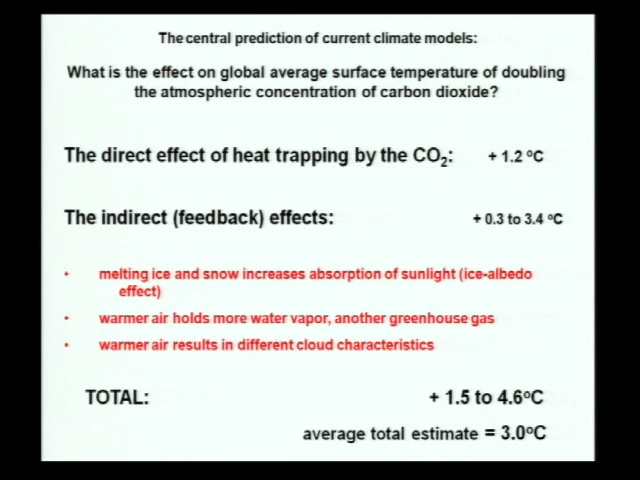 The central prediction of current climate models:
What is the effect on global average surface temperature of doubling
the atmospheric concentration of carbon dioxide?
The direct effect of heat trapping by the CO₂: + 1.2 ºC
The indirect (feedback) effects: + 0.3 to 3.4 ºC
• melting ice and snow increases absorption of sunlight (ice-albedo
effect)
• warmer air holds more water vapor, another greenhouse gas
• warmer air results in different cloud characteristics
TOTAL: + 1.5 to 4.6ºC
average total estimate = 3.0ºC